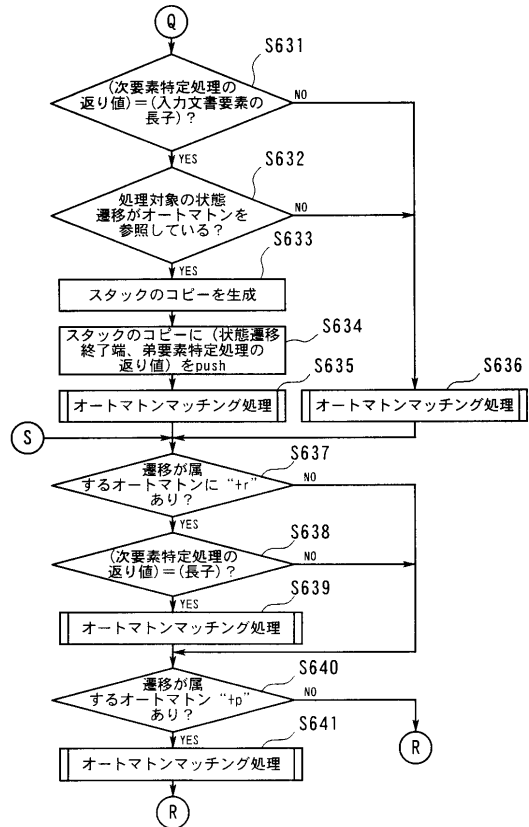 Q
S631
(次要素特定処理の
返り値)=(入力文書要素の
長子)?
NO
YES
S632
処理対象の状態
遷移がオートマトンを
参照している?
NO
YES
S633
スタックのコピーを生成
S634
スタックのコピーに(状態遷移
終了端、弟要素特定処理の
返り値)をpush
S635
オートマトンマッチング処理
S636
オートマトンマッチング処理
S
S637
遷移が属
するオートマトンに“+r”
あり?
NO
YES
S638
(次要素特定処理の
返り値)=(長子)?
NO
YES
S639
オートマトンマッチング処理
S640
遷移が属
するオートマトン“+p”
あり?
NO
YES
S641
オートマトンマッチング処理
R
R